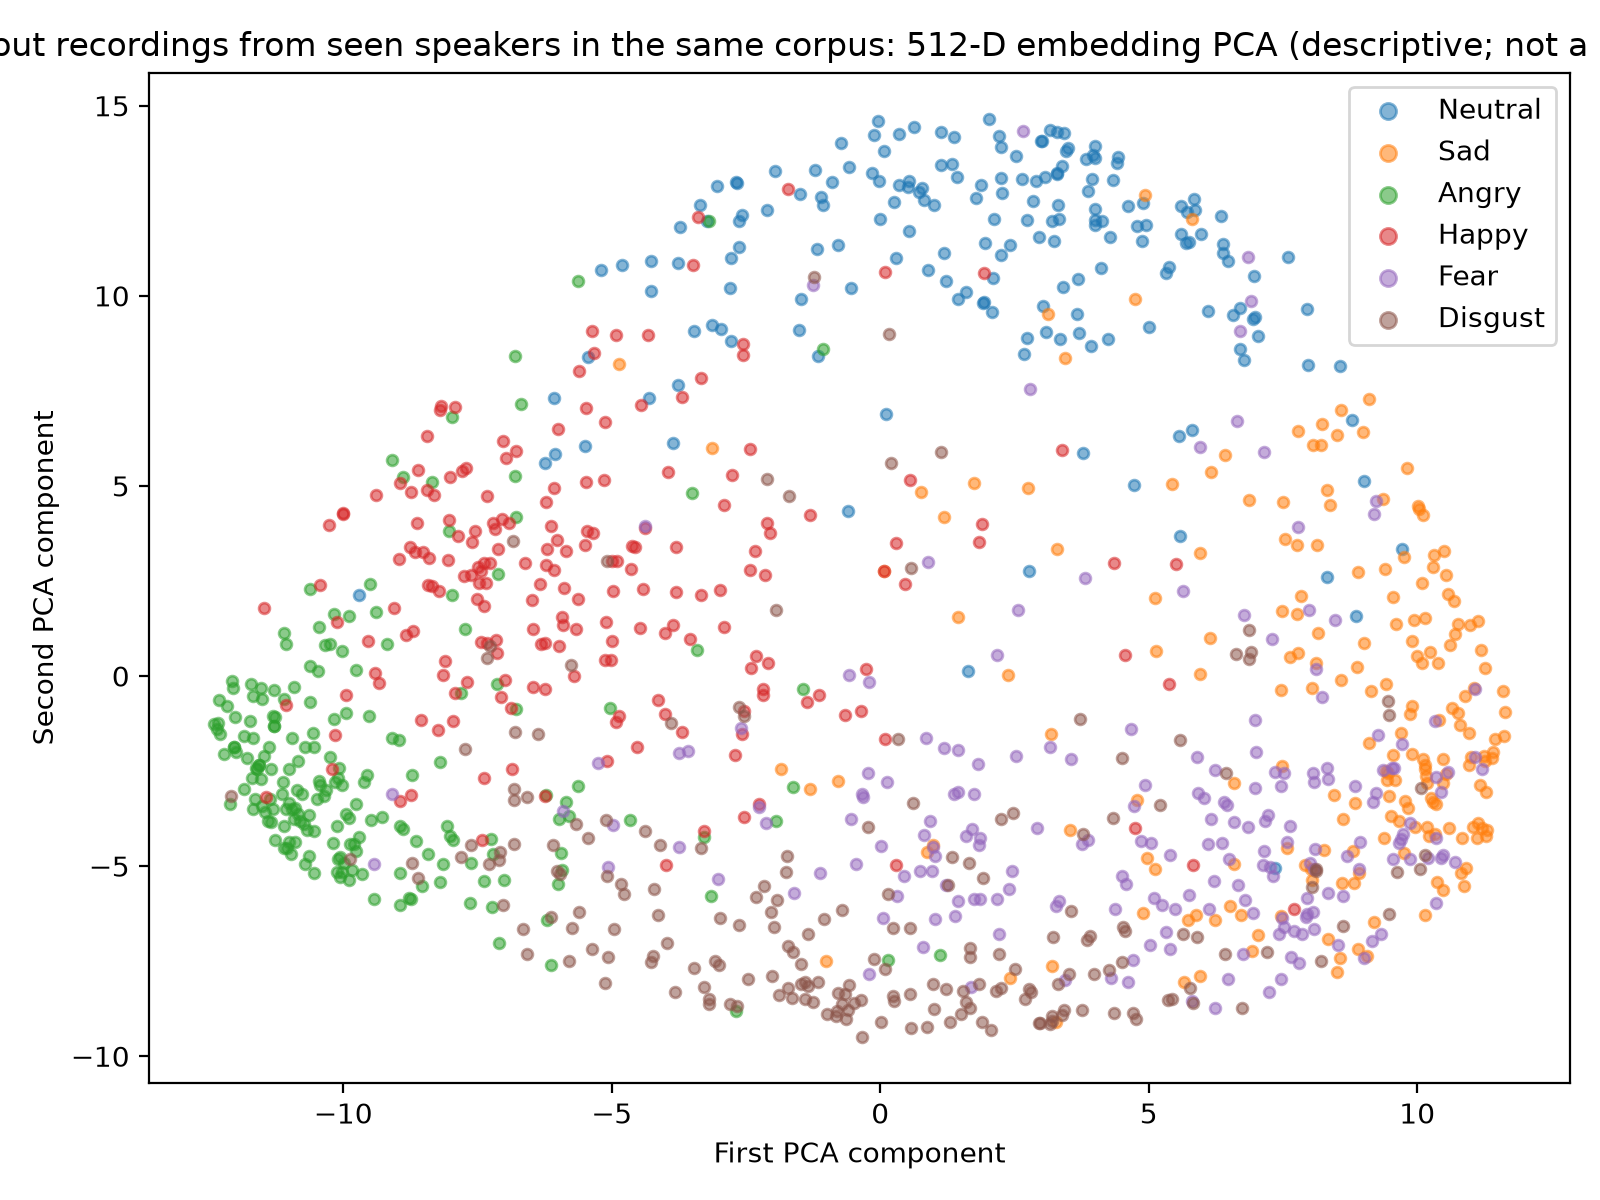 out recordings from seen speakers in the same corpus: 512-D embedding PCA (descriptive; not a
Neutral
Sad
Angry
Happy
Fear
Disgust
15
10
5
0
−5
−10
Second PCA component
−10
−5
0
5
10
First PCA component